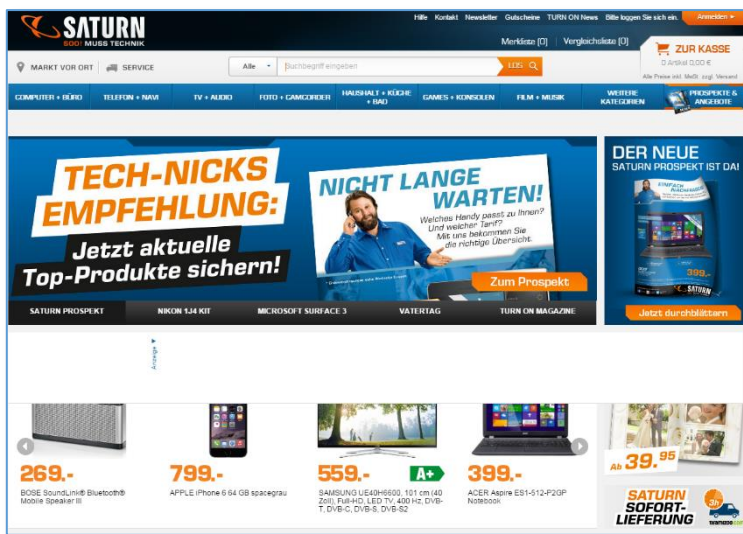 Hilfe Kontakt Newsletter Gutscheine TURN ON News Bitte loggen Sie sich ein. Anmelden
SATURN
SOO! MUSS TECHNIK
Merkliste [0] Vergleichsliste [0]
ZUR KASSE
0 Artikel 0,00 €
Alle Preise inkl. MwSt. zzgl. Versand
MARKT VOR ORT SERVICE
Alle Suchbegriff eingeben LOS
COMPUTER + BÜRO TELEFON + NAVI TV + AUDIO FOTO + CAMCORDER HAUSHALT + KÜCHE + BAD GAMES + KONSOLEN FILM + MUSIK WEITERE KATEGORIEN PROSPEKTE & ANGEBOTE
TECH-NICKS
EMPFEHLUNG:
Jetzt aktuelle
Top-Produkte sichern!
NICHT LANGE
WARTEN!
Welches Handy passt zu Ihnen?
Und welcher Tarif?
Mit uns bekommen Sie
die richtige Übersicht.
Zum Prospekt
DER NEUE
SATURN PROSPEKT IST DA!
EINFACH
399.-
SATURN
Jetzt durchblättern
SATURN PROSPEKT NIKON 1J4 KIT MICROSOFT SURFACE 3 VATERTAG TURN ON MAGAZINE
Anzeige
269.-
BOSE SoundLink® Bluetooth®
Mobile Speaker III
799.-
APPLE iPhone 6 64 GB spacegrau
559.-
A+
SAMSUNG UE40H6600, 101 cm (40
Zoll), Full-HD, LED TV, 400 Hz, DVB-
T, DVB-C, DVB-S, DVB-S2
399.-
ACER Aspire ES1-512-P2GP
Notebook
Ab 39.95
SATURN
SOFORT-
LIEFERUNG
3h